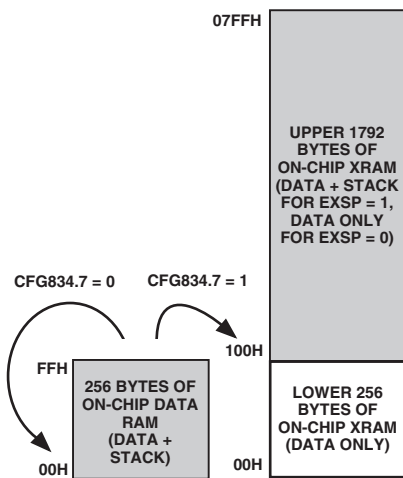 07FFH
UPPER 1792
BYTES OF
ON-CHIP XRAM
(DATA + STACK
FOR EXSP = 1,
DATA ONLY
FOR EXSP = 0)
CFG834.7 = 0
CFG834.7 = 1
100H
FFH
256 BYTES OF
ON-CHIP DATA
RAM
(DATA +
STACK)
00H
LOWER 256
BYTES OF
ON-CHIP XRAM
(DATA ONLY)
00H